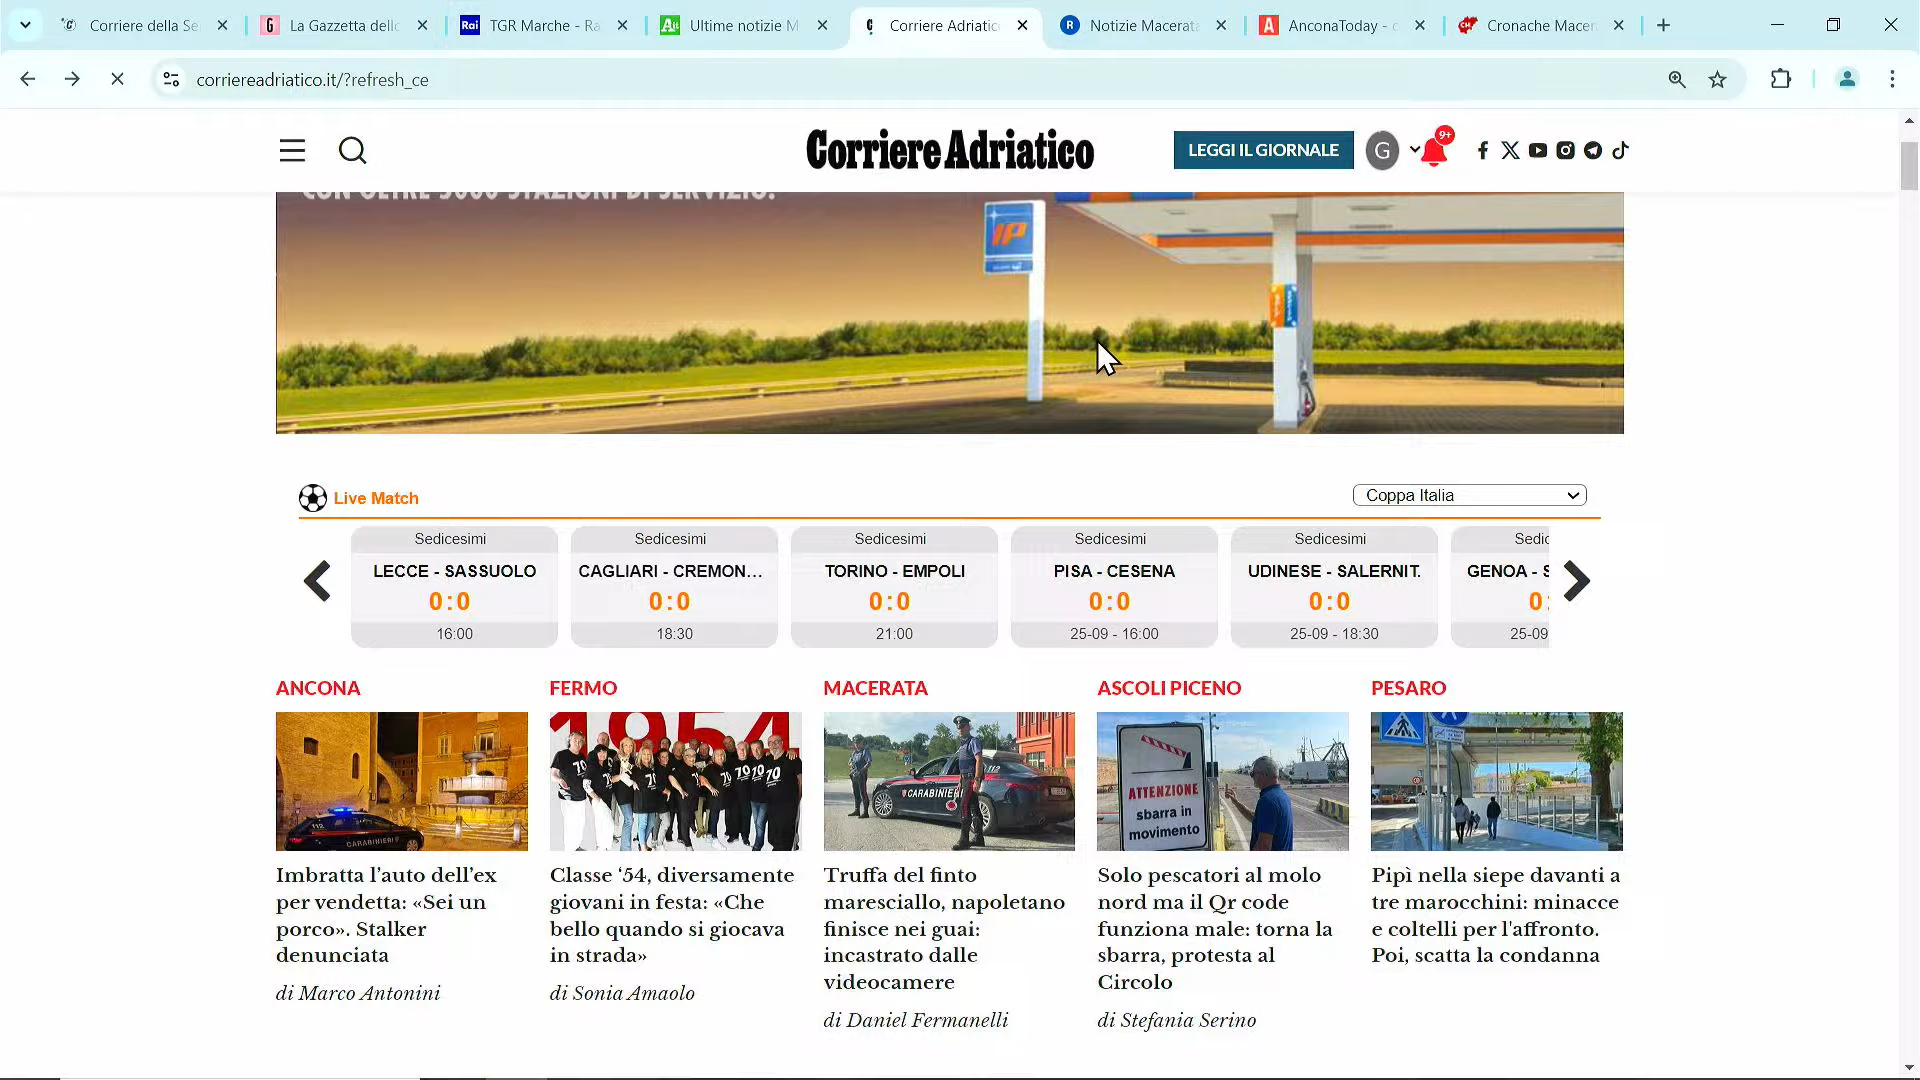 Corriere della Se
La Gazzetta dello
Rai
TGR Marche - Ra
Ultime notizie M
Corriere Adriatic
R
Notizie Macerata
A
AnconaToday - c
Cronache Macer
corriereadriatico.it/?refresh_ce
Corriere Adriatico
LEGGI IL GIORNALE
G
9+
CON OLTRE 5000 STAZIONI DI SERVIZIO.
IP
Live Match
Coppa Italia
Sedicesimi
LECCE - SASSUOLO
0:0
16:00
Sedicesimi
CAGLIARI - CREMON...
0:0
18:30
Sedicesimi
TORINO - EMPOLI
0:0
21:00
Sedicesimi
PISA - CESENA
0:0
25-09 - 16:00
Sedicesimi
UDINESE - SALERNIT.
0:0
25-09 - 18:30
Sedic
GENOA - S
0:
25-09
ANCONA
CARABINIERI
Imbratta l’auto dell’ex
per vendetta: «Sei un
porco». Stalker
denunciata
di Marco Antonini
FERMO
1954
70
Classe ‘54, diversamente
giovani in festa: «Che
bello quando si giocava
in strada»
di Sonia Amaolo
MACERATA
112
CARABINIERI
Truffa del finto
maresciallo, napoletano
finisce nei guai:
incastrato dalle
videocamere
di Daniel Fermanelli
ASCOLI PICENO
ATTENZIONE
sbarra in
movimento
Solo pescatori al molo
nord ma il Qr code
funziona male: torna la
sbarra, protesta al
Circolo
di Stefania Serino
PESARO
Pipì nella siepe davanti a
tre marocchini: minacce
e coltelli per l'affronto.
Poi, scatta la condanna